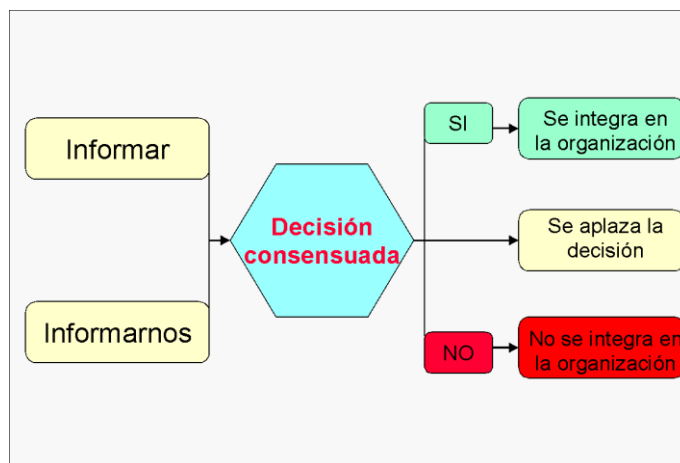 Informar
Informarnos
Decisión
consensuada
SI
Se integra en
la organización
Se aplaza la
decisión
NO
No se integra en
la organización